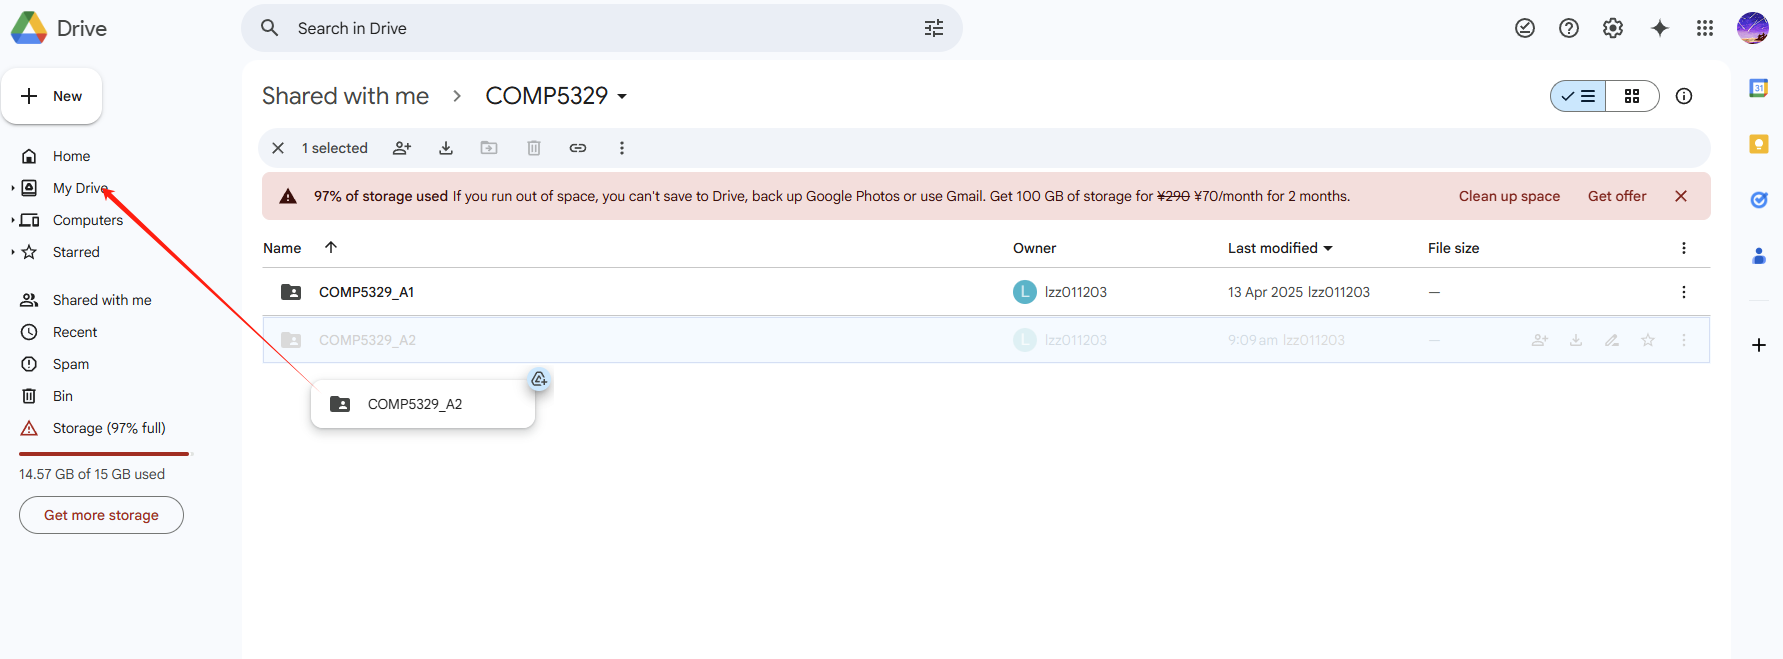 Drive
Search in Drive
New
Home
My Drive
Computers
Starred
Shared with me
Recent
Spam
Bin
Storage (97% full)
14.57 GB of 15 GB used
Get more storage
Shared with me > COMP5329
1 selected
97% of storage used If you run out of space, you can't save to Drive, back up Google Photos or use Gmail. Get 100 GB of storage for ¥290 ¥70/month for 2 months. Clean up space Get offer
Name Owner Last modified File size
COMP5329_A1 L lzz011203 13 Apr 2025 lzz011203 —
COMP5329_A2 L lzz011203 9:09 am lzz011203 —
COMP5329_A2
31